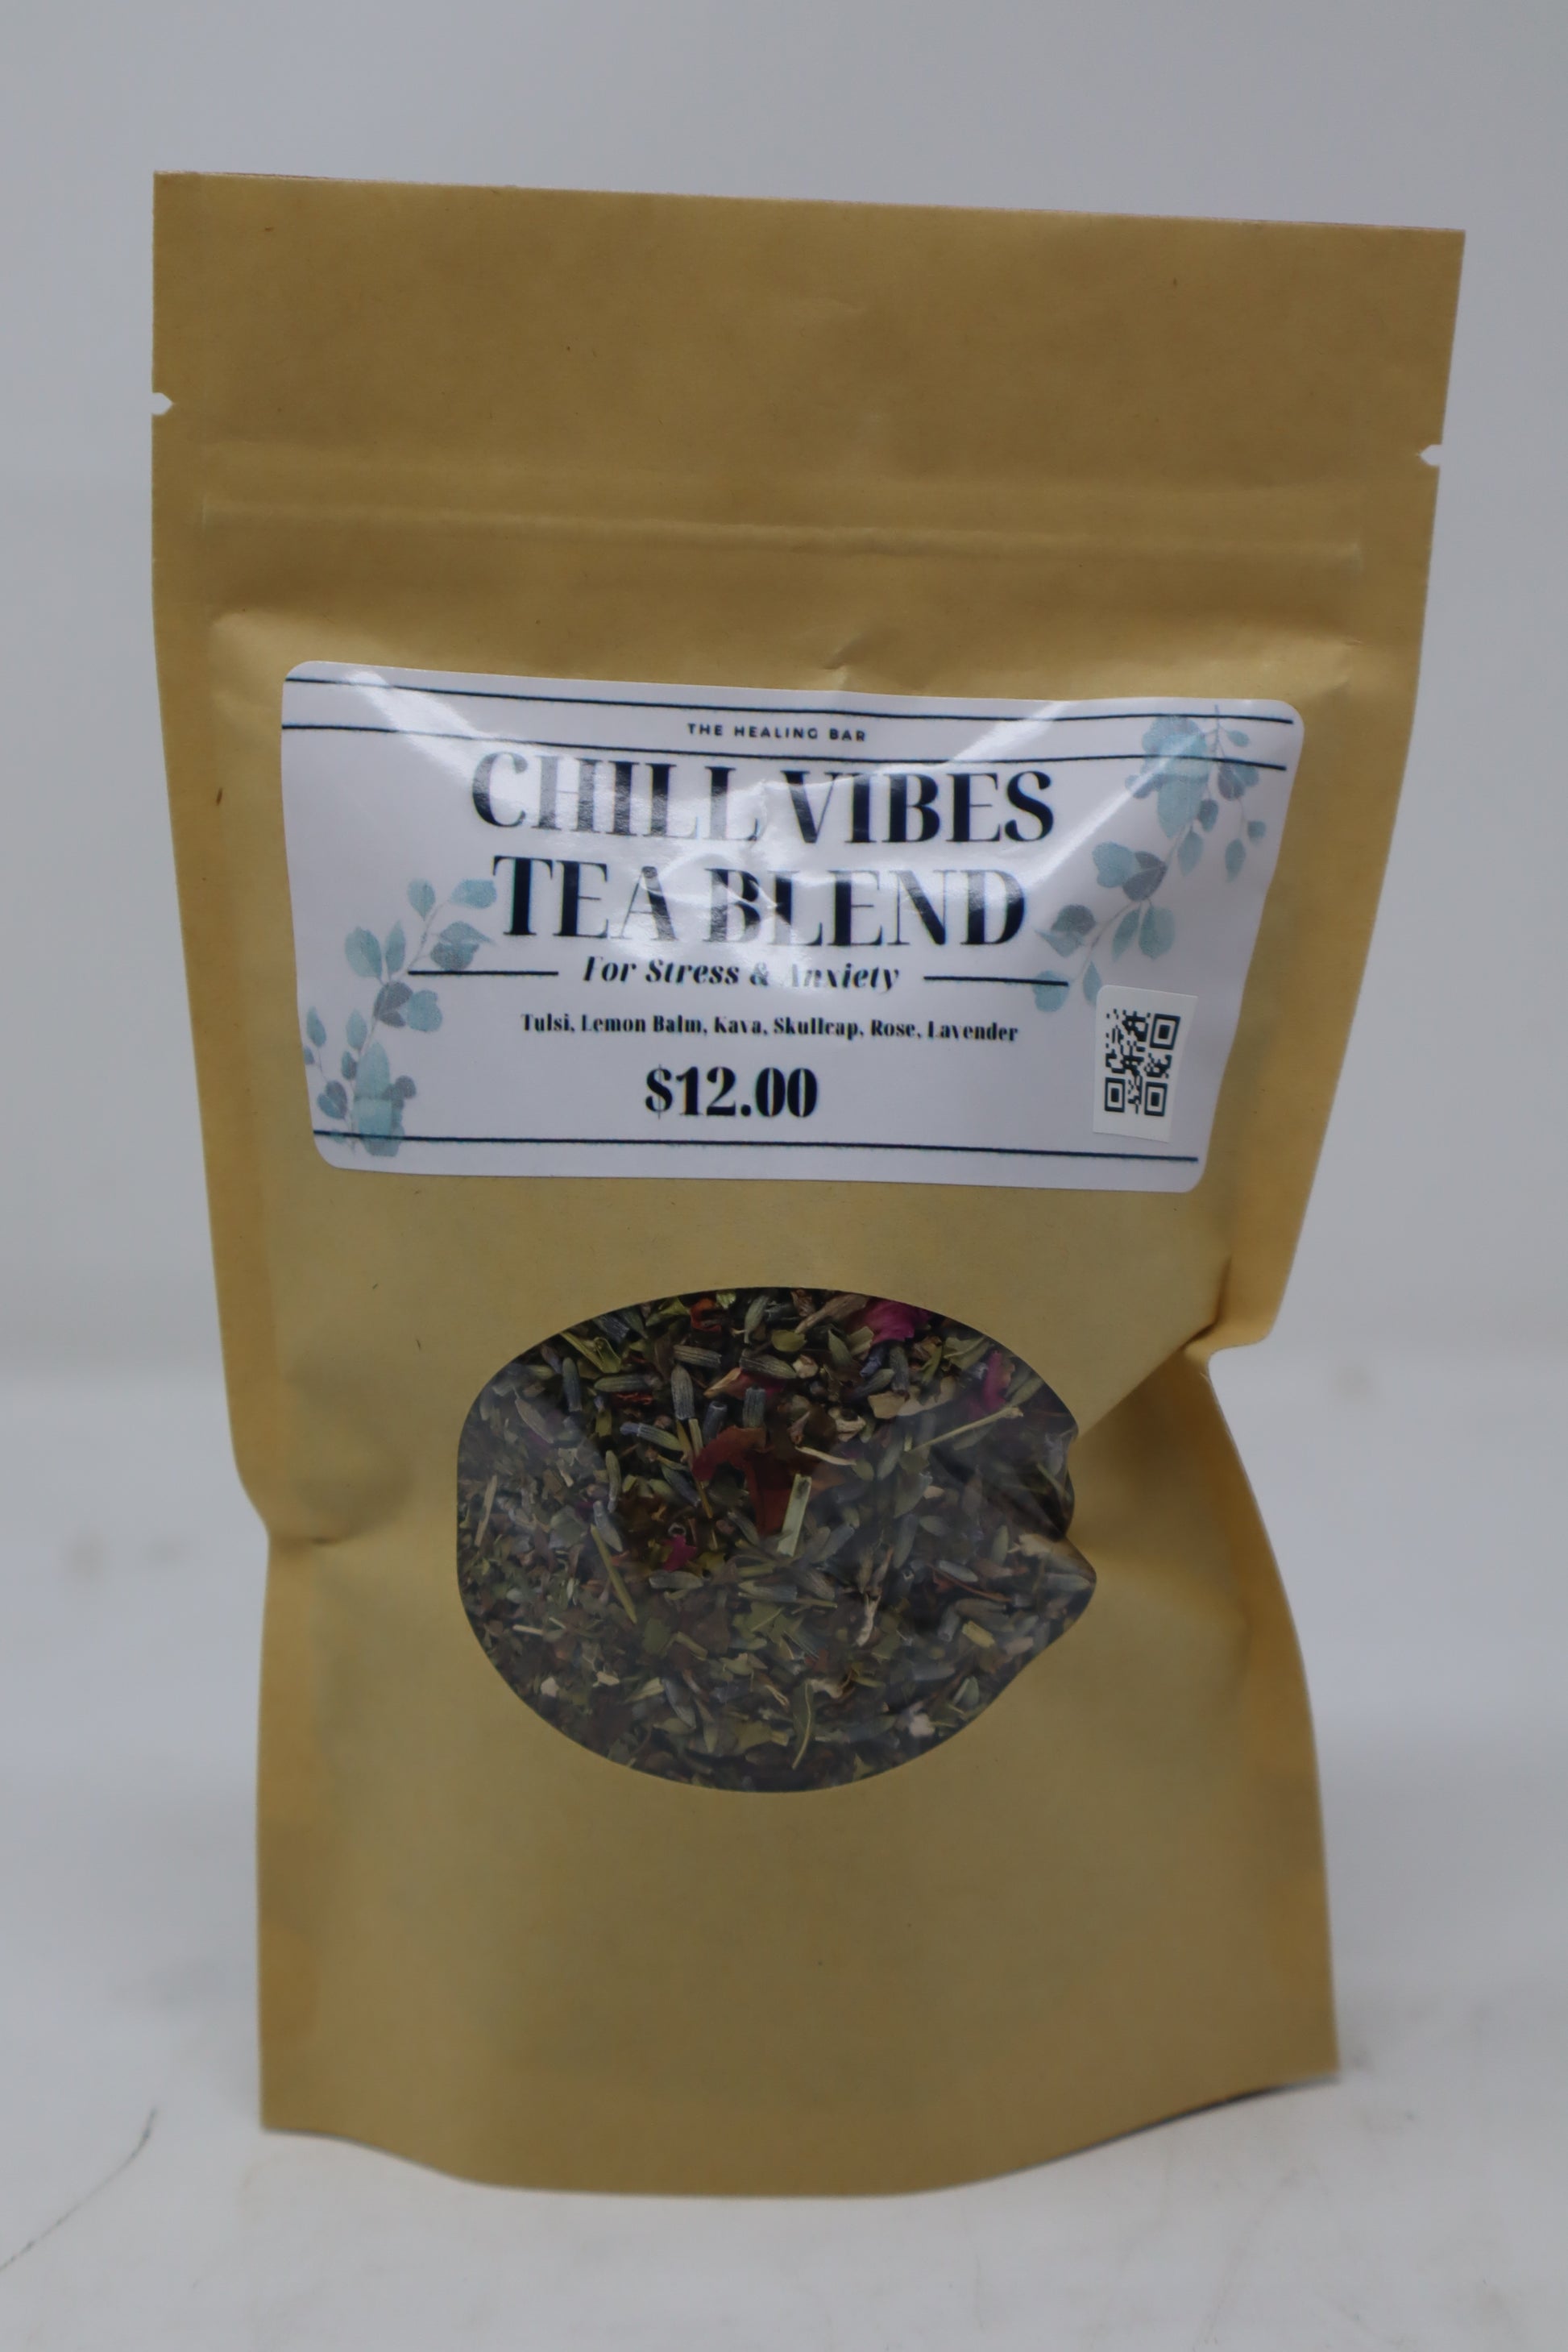 THE HEALING BAR
CHILL VIBES
TEA BLEND
For Stress & Anxiety
Tulsi, Lemon Balm, Kava, Skullcap, Rose, Lavender
$12.00